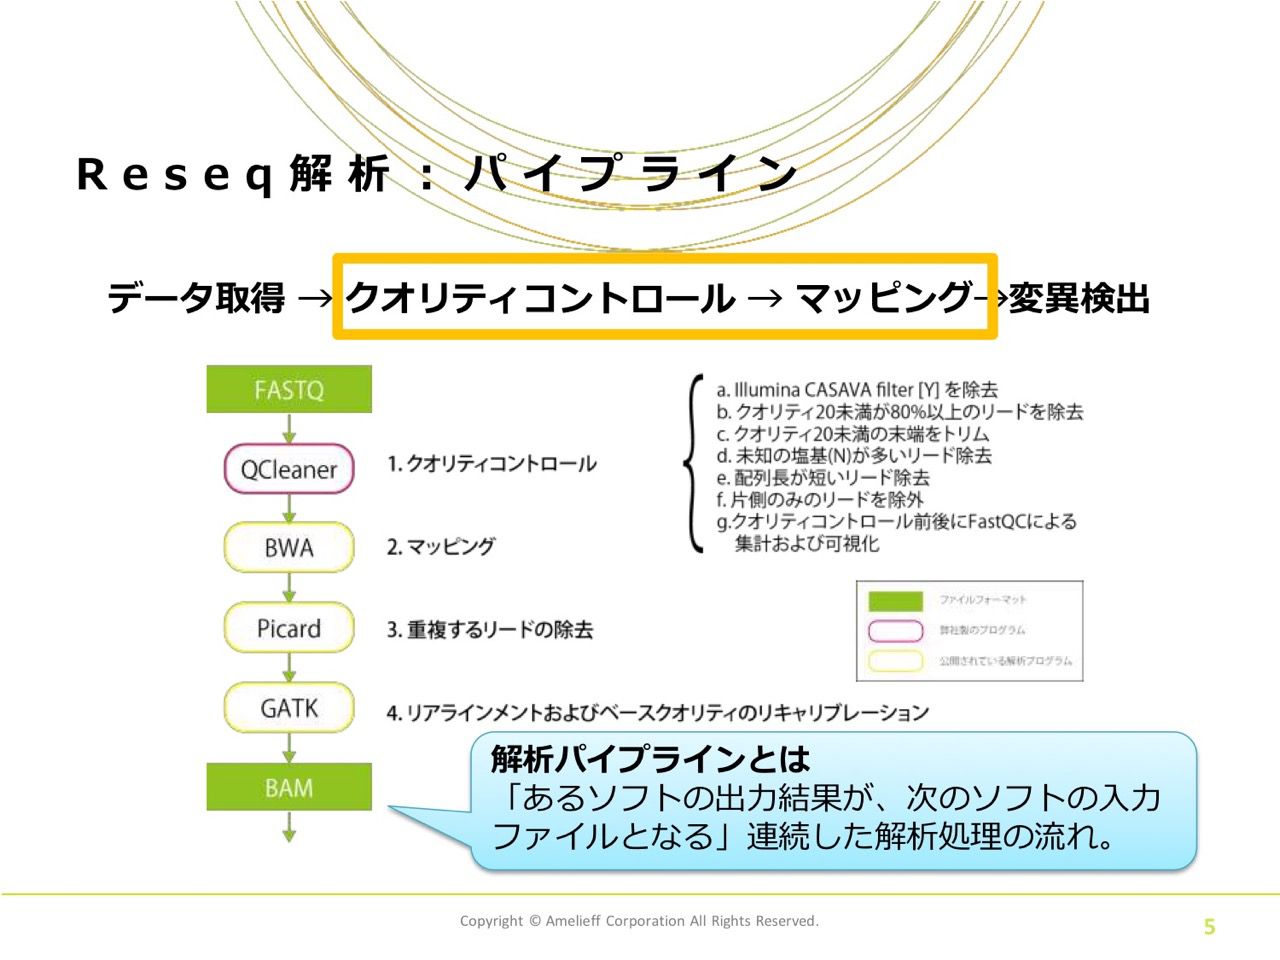 Reseq解析：パイプライン
データ取得 → クオリティコントロール → マッピング→変異検出
FASTQ
QCleaner
1. クオリティコントロール
a. Illumina CASAVA filter [Y] を除去
b. クオリティ20未満が80%以上のリードを除去
c. クオリティ20未満の末端をトリム
d. 未知の塩基(N)が多いリード除去
e. 配列長が短いリード除去
f. 片側のみのリードを除外
g.クオリティコントロール前後にFastQCによる
集計および可視化
BWA
2. マッピング
Picard
3. 重複するリードの除去
ファイルフォーマット
弊社製のプログラム
公開されている解析プログラム
GATK
4. リアラインメントおよびベースクオリティのリキャリブレーション
BAM
解析パイプラインとは
「あるソフトの出力結果が、次のソフトの入力
ファイルとなる」連続した解析処理の流れ。
Copyright © Amelieff Corporation All Rights Reserved.
5